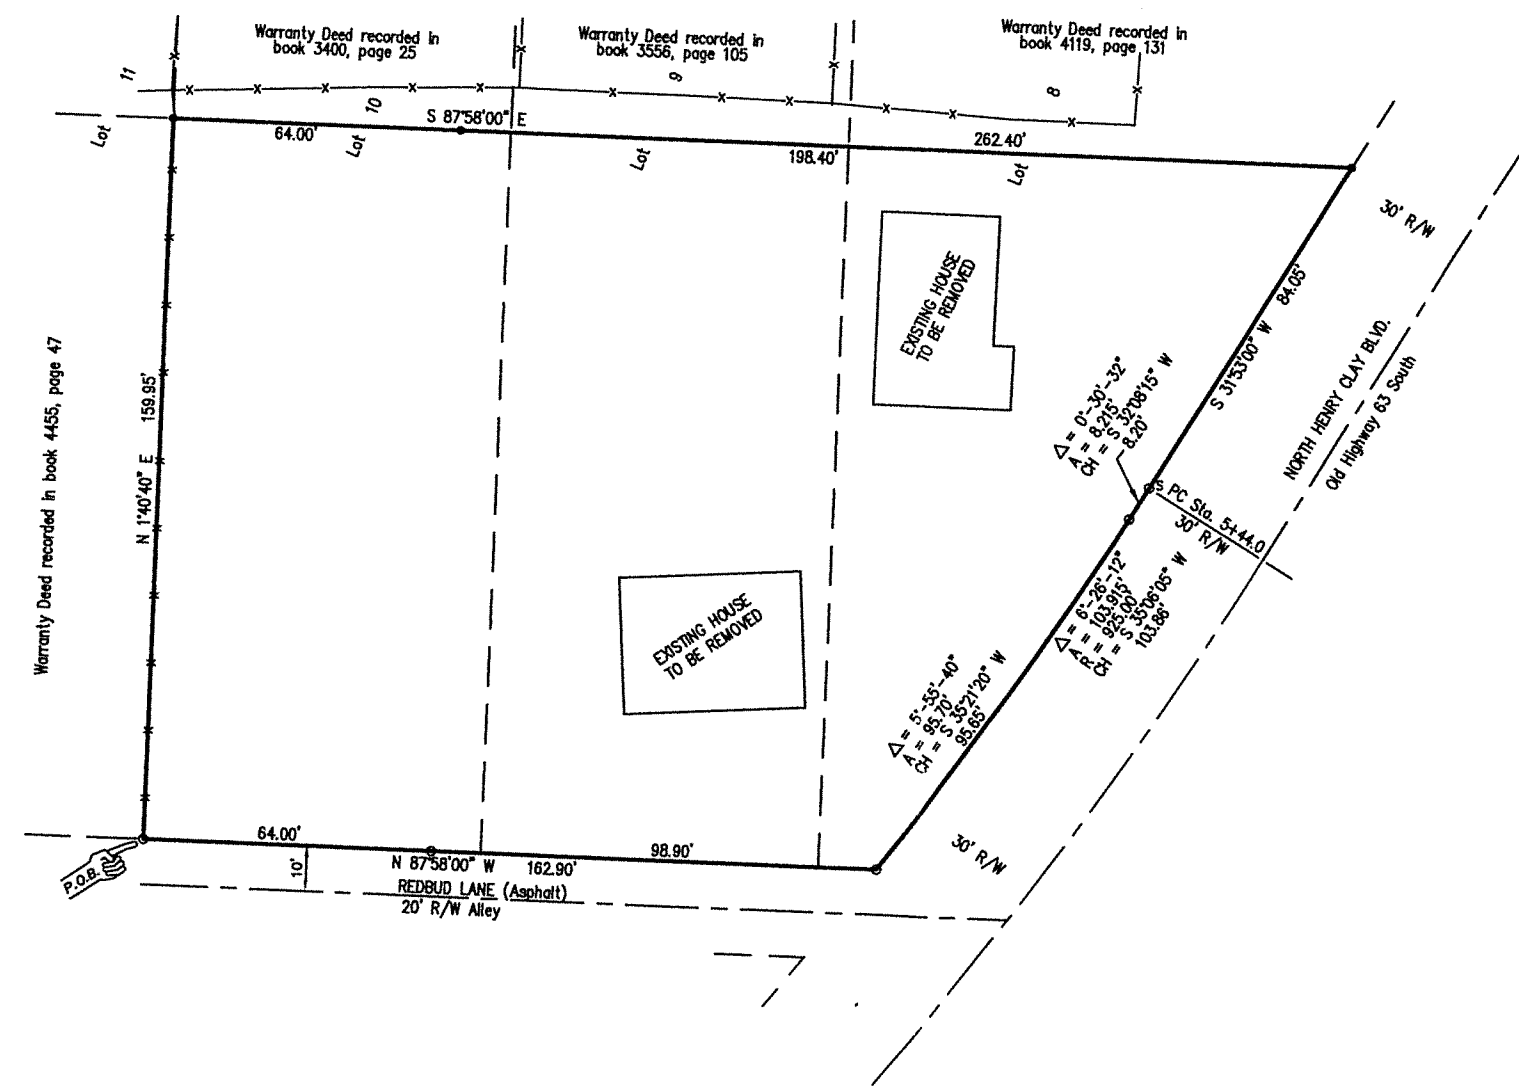 Warranty Deed recorded in
book 3400, page 25
Warranty Deed recorded in
book 3556, page 105
Warranty Deed recorded in
book 4119, page 131
11
10
9
8
Lot
64.00'
Lot
S 87°58'00" E
Lot
198.40'
262.40'
Lot
30' R/W
EXISTING HOUSE
TO BE REMOVED
S 31°53'00" W 84.05'
NORTH HENRY CLAY BLVD.
Old Highway 63 South
Δ = 0°-30'-32"
A = 8.215'
CH = S 32°08'15" W
8.20'
S PC Sta. 5+44.0
30' R/W
Warranty Deed recorded in book 4455, page 47
N 1°40'40" E 159.95'
EXISTING HOUSE
TO BE REMOVED
Δ = 6°-26'-12"
A = 103.915'
R = 925.00'
CH = S 35°06'05" W
103.86'
Δ = 5°-55'-40"
A = 95.70'
CH = S 35°21'20" W
95.65'
30' R/W
P.O.B.
64.00'
10'
N 87°58'00" W 162.90'
98.90'
REDBUD LANE (Asphalt)
20' R/W Alley